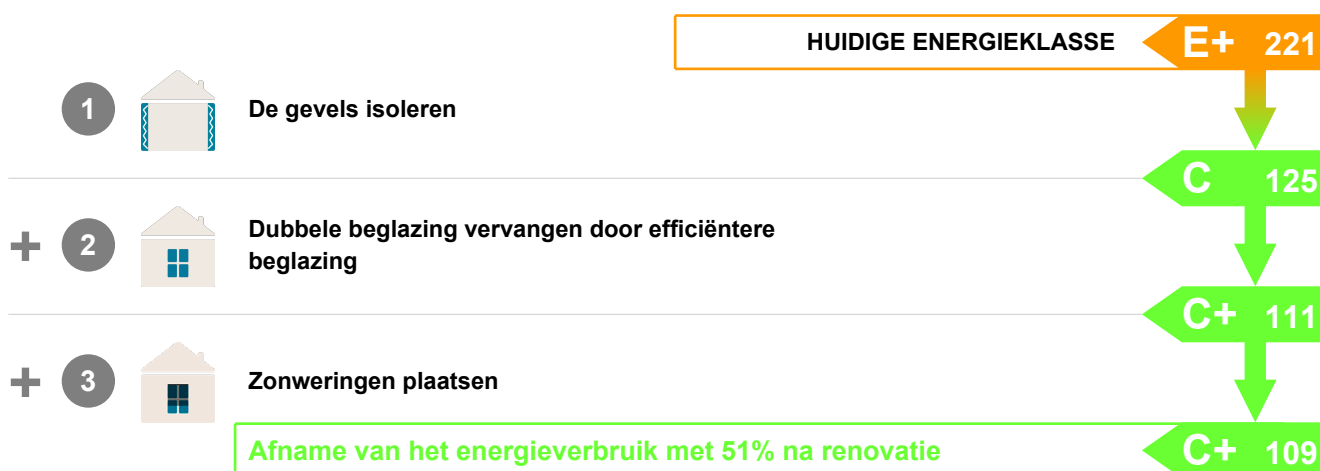 HUIDIGE ENERGIEKLASSE E+ 221
1 De gevels isoleren
C 125
+ 2 Dubbele beglazing vervangen door efficiëntere
beglazing
C+ 111
+ 3 Zonweringen plaatsen
Afname van het energieverbruik met 51% na renovatie C+ 109